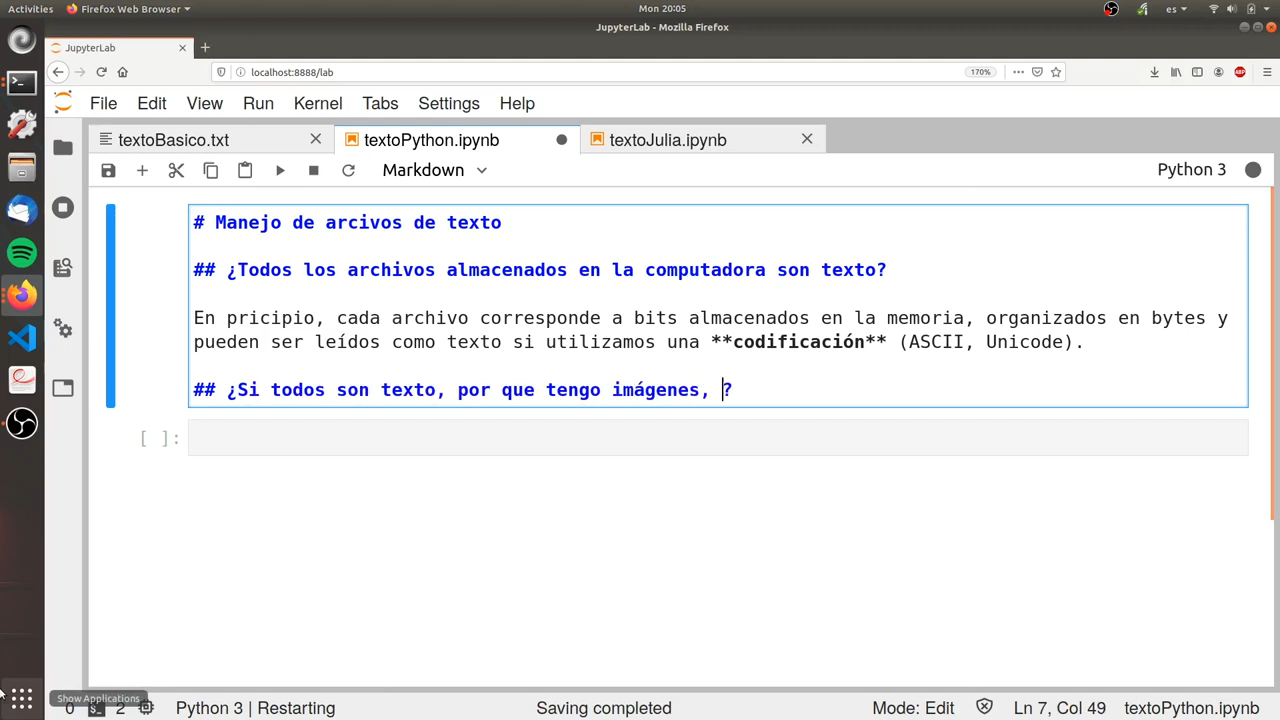 Activities Firefox Web Browser Mon 20:05 es
JupyterLab - Mozilla Firefox
JupyterLab
localhost:8888/lab 170%
File Edit View Run Kernel Tabs Settings Help
textoBasico.txt textoPython.ipynb textoJulia.ipynb
Markdown Python 3
# Manejo de arcivos de texto
## ¿Todos los archivos almacenados en la computadora son texto?
En pricipio, cada archivo corresponde a bits almacenados en la memoria, organizados en bytes y
pueden ser leídos como texto si utilizamos una **codificación** (ASCII, Unicode).
## ¿Si todos son texto, por que tengo imágenes, ?
[ ]:
Show Applications
0 2 Python 3 | Restarting Saving completed Mode: Edit Ln 7, Col 49 textoPython.ipynb